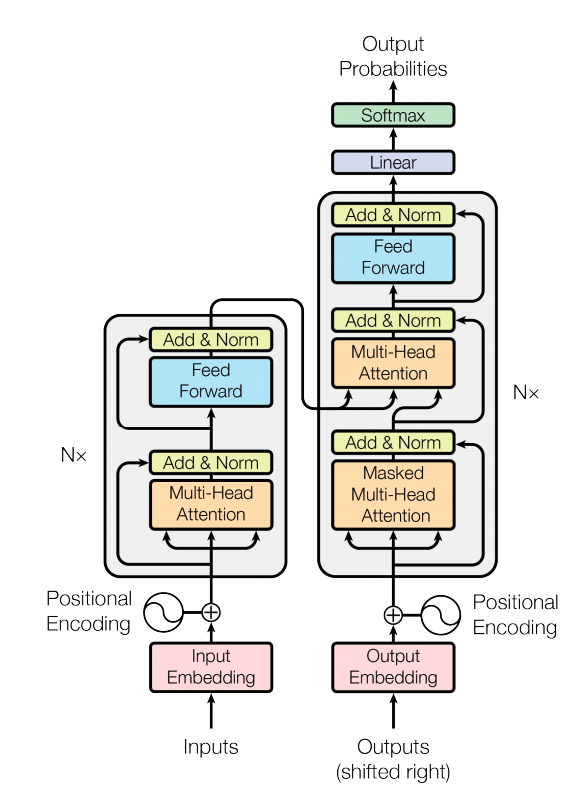 Output
Probabilities
Softmax
Linear
Add & Norm
Feed
Forward
Add & Norm
Multi-Head
Attention
Add & Norm
Masked
Multi-Head
Attention
N×
Add & Norm
Feed
Forward
Add & Norm
Multi-Head
Attention
N×
Positional
Encoding
Positional
Encoding
Input
Embedding
Output
Embedding
Inputs
Outputs
(shifted right)